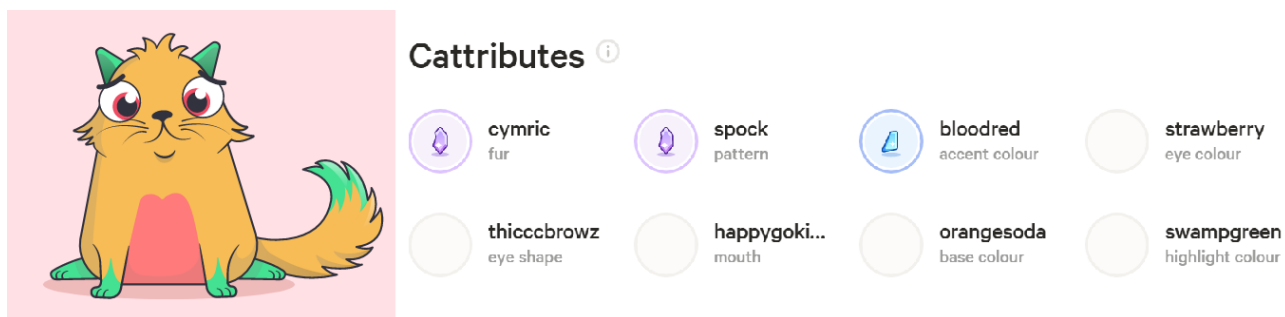 Cattributes
cymric
fur
spock
pattern
bloodred
accent colour
strawberry
eye colour
thicccbrowz
eye shape
happygoki...
mouth
orangesoda
base colour
swampgreen
highlight colour